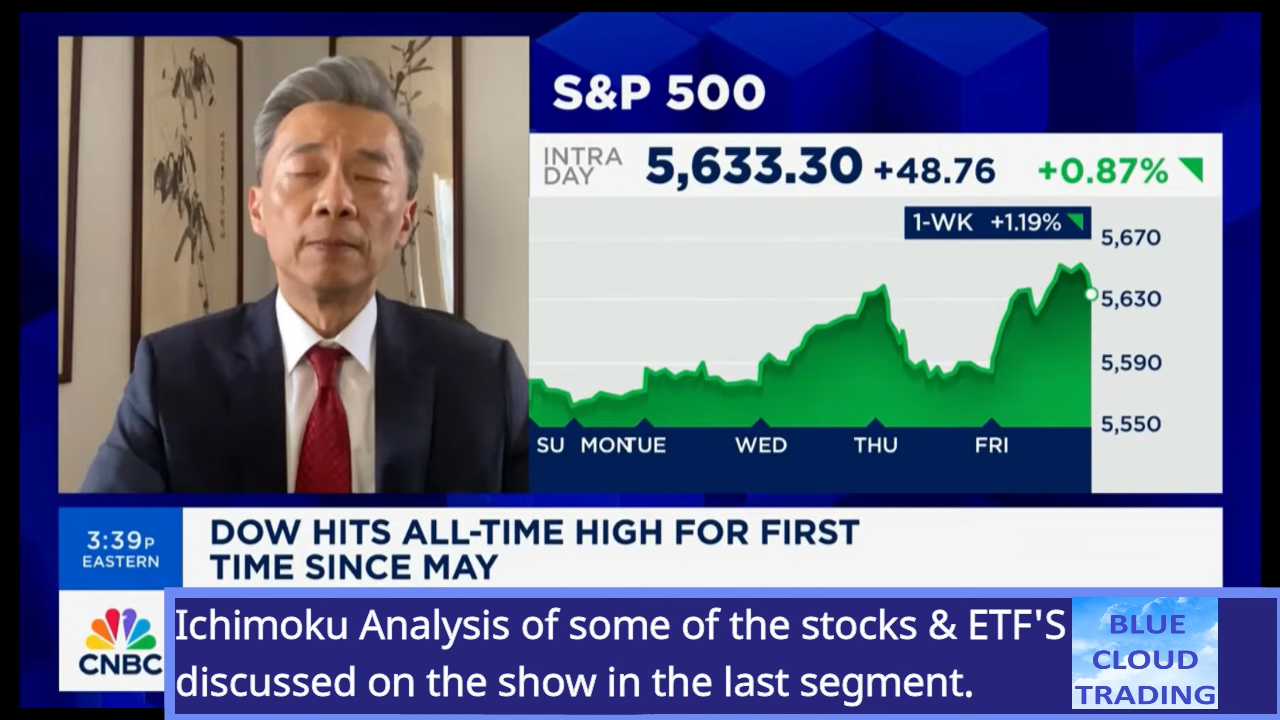 S&P 500
INTRA
DAY
5,633.30 +48.76 +0.87%
1-WK +1.19%
5,670
5,630
5,590
5,550
SU MON TUE WED THU FRI
3:39P
EASTERN
DOW HITS ALL-TIME HIGH FOR FIRST
TIME SINCE MAY
CNBC
Ichimoku Analysis of some of the stocks & ETF'S
discussed on the show in the last segment.
BLUE
CLOUD
TRADING